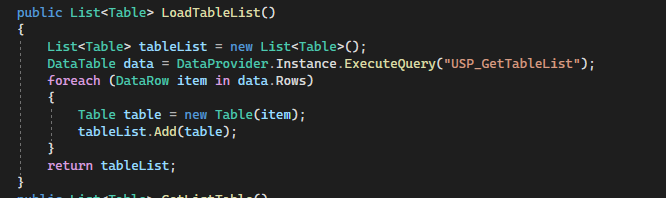 public List<Table> LoadTableList()
{
List<Table> tableList = new List<Table>();
DataTable data = DataProvider.Instance.ExecuteQuery("USP_GetTableList");
foreach (DataRow item in data.Rows)
{
Table table = new Table(item);
tableList.Add(table);
}
return tableList;
}
public List<Table> GetListTable()